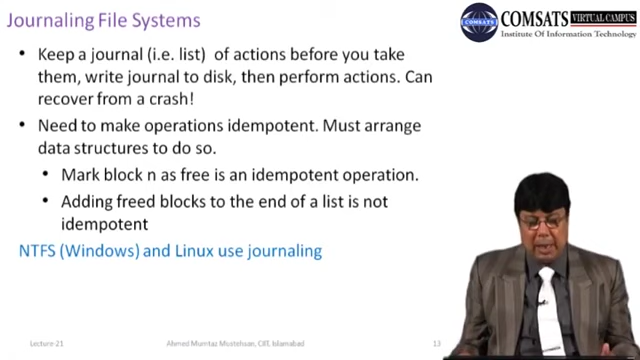 Journaling File Systems
COMSATS VIRTUAL CAMPUS
Institute Of Information Technology
• Keep a journal (i.e. list) of actions before you take
them, write journal to disk, then perform actions. Can
recover from a crash!
• Need to make operations idempotent. Must arrange
data structures to do so.
• Mark block n as free is an idempotent operation.
• Adding freed blocks to the end of a list is not
idempotent
NTFS (Windows) and Linux use journaling
Lecture-21
Ahmed Mumtaz Mustehsan, CIIT, Islamabad
13